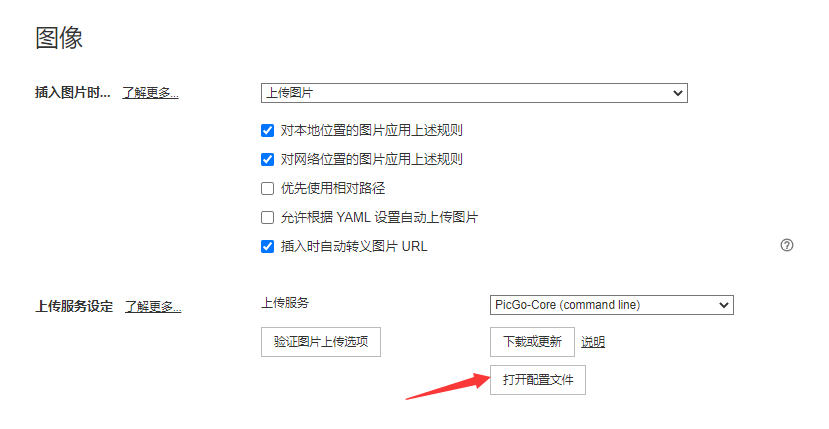 图像
插入图片时... 了解更多... 上传图片
对本地位置的图片应用上述规则
对网络位置的图片应用上述规则
优先使用相对路径
允许根据 YAML 设置自动上传图片
插入时自动转义图片 URL
上传服务设定 了解更多... 上传服务 PicGo-Core (command line)
验证图片上传选项 下载或更新 说明
打开配置文件